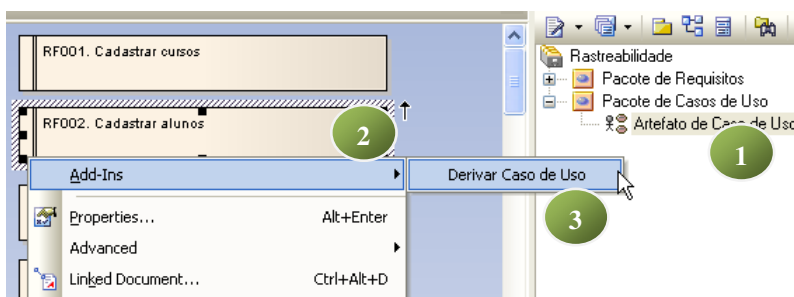 RF001. Cadastrar cursos
RF002. Cadastrar alunos
2
Add-Ins
Derivar Caso de Uso
3
Properties... Alt+Enter
Advanced
Linked Document... Ctrl+Alt+D
Rastreabilidade
Pacote de Requisitos
Pacote de Casos de Uso
Artefato de Caso de Uso
1